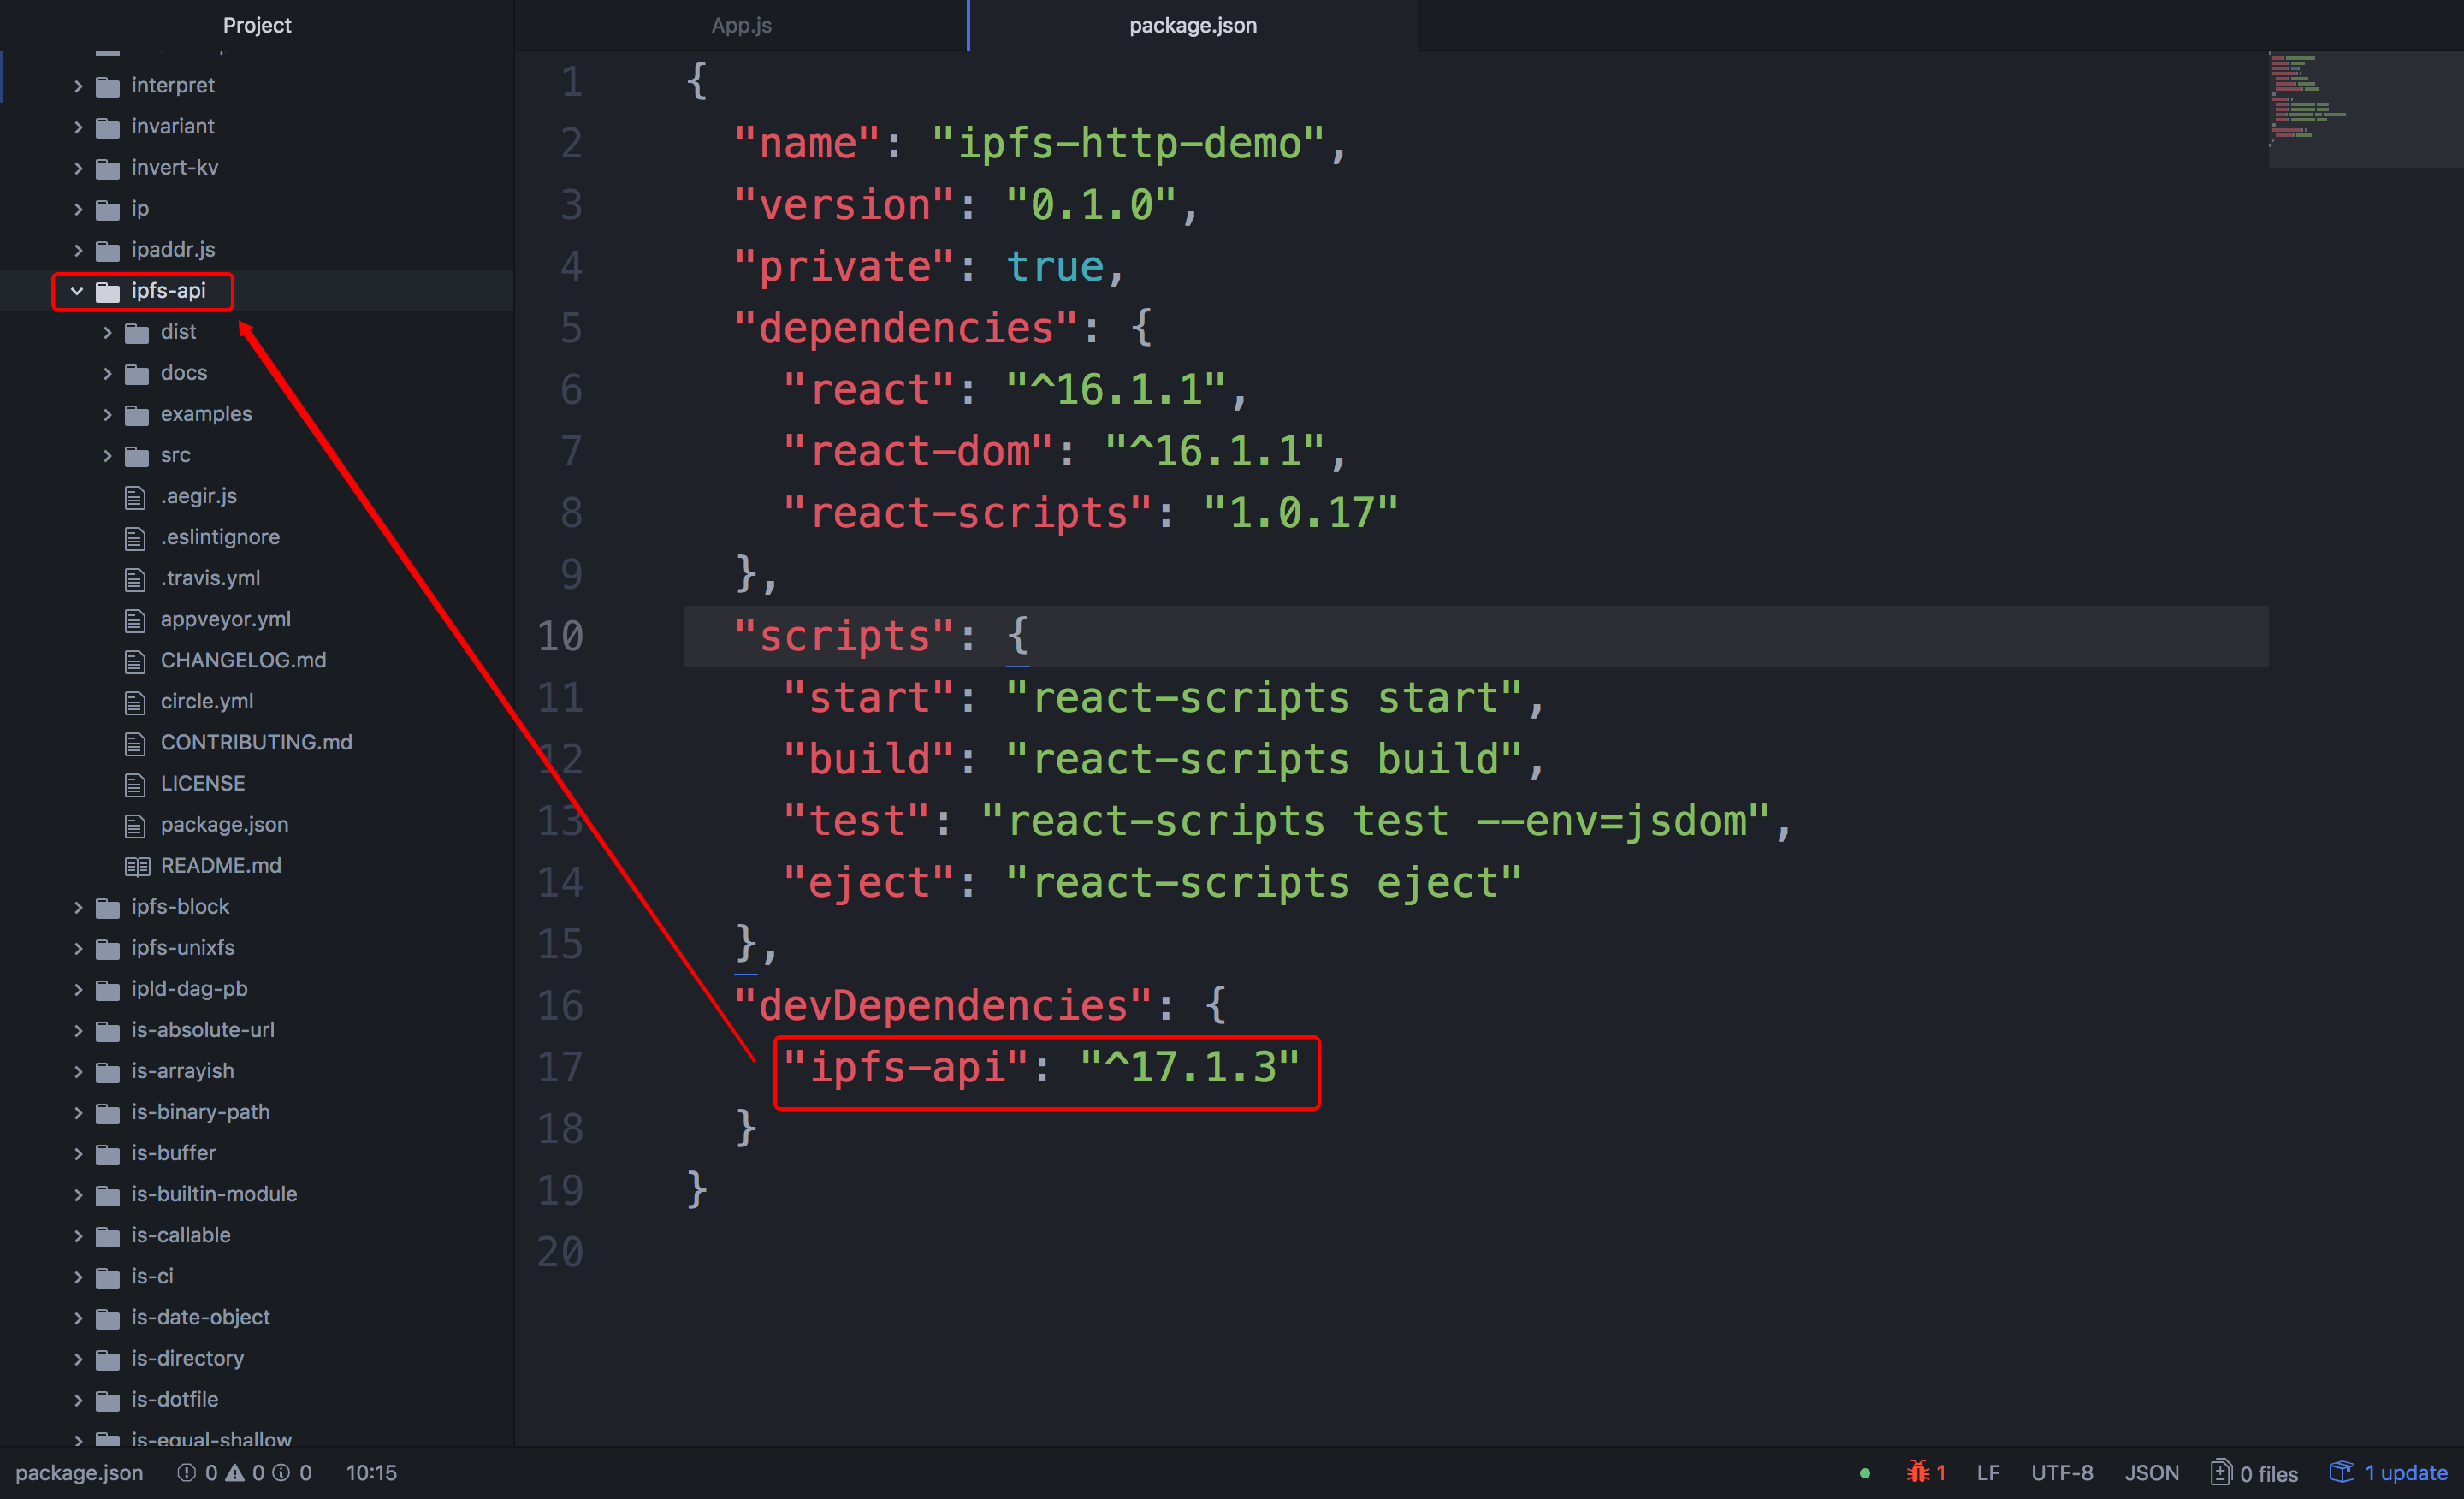 Project
interpret
invariant
invert-kv
ip
ipaddr.js
ipfs-api
dist
docs
examples
src
.aegir.js
.eslintignore
.travis.yml
appveyor.yml
CHANGELOG.md
circle.yml
CONTRIBUTING.md
LICENSE
package.json
README.md
ipfs-block
ipfs-unixfs
ipld-dag-pb
is-absolute-url
is-arrayish
is-binary-path
is-buffer
is-builtin-module
is-callable
is-ci
is-date-object
is-directory
is-dotfile
is-equal-shallow
App.js
package.json
1 {
2 "name": "ipfs-http-demo",
3 "version": "0.1.0",
4 "private": true,
5 "dependencies": {
6 "react": "^16.1.1",
7 "react-dom": "^16.1.1",
8 "react-scripts": "1.0.17"
9 },
10 "scripts": {
11 "start": "react-scripts start",
12 "build": "react-scripts build",
13 "test": "react-scripts test --env=jsdom",
14 "eject": "react-scripts eject"
15 },
16 "devDependencies": {
17 "ipfs-api": "^17.1.3"
18 }
19 }
20
package.json 0 0 0 10:15 1 LF UTF-8 JSON 0 files 1 update